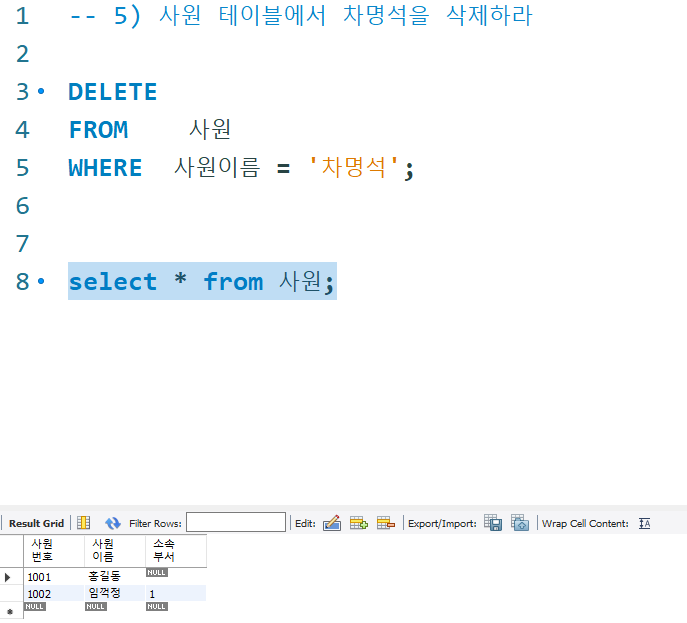 1 -- 5) 사원 테이블에서 차명석을 삭제하라
2
3 DELETE
4 FROM 사원
5 WHERE 사원이름 = '차명석';
6
7
8 select * from 사원;
Result Grid Filter Rows: Edit: Export/Import: Wrap Cell Content: IA
사원 사원 소속
번호 이름 부서
1001 홍길동 NULL
1002 임꺽정 1
NULL NULL NULL